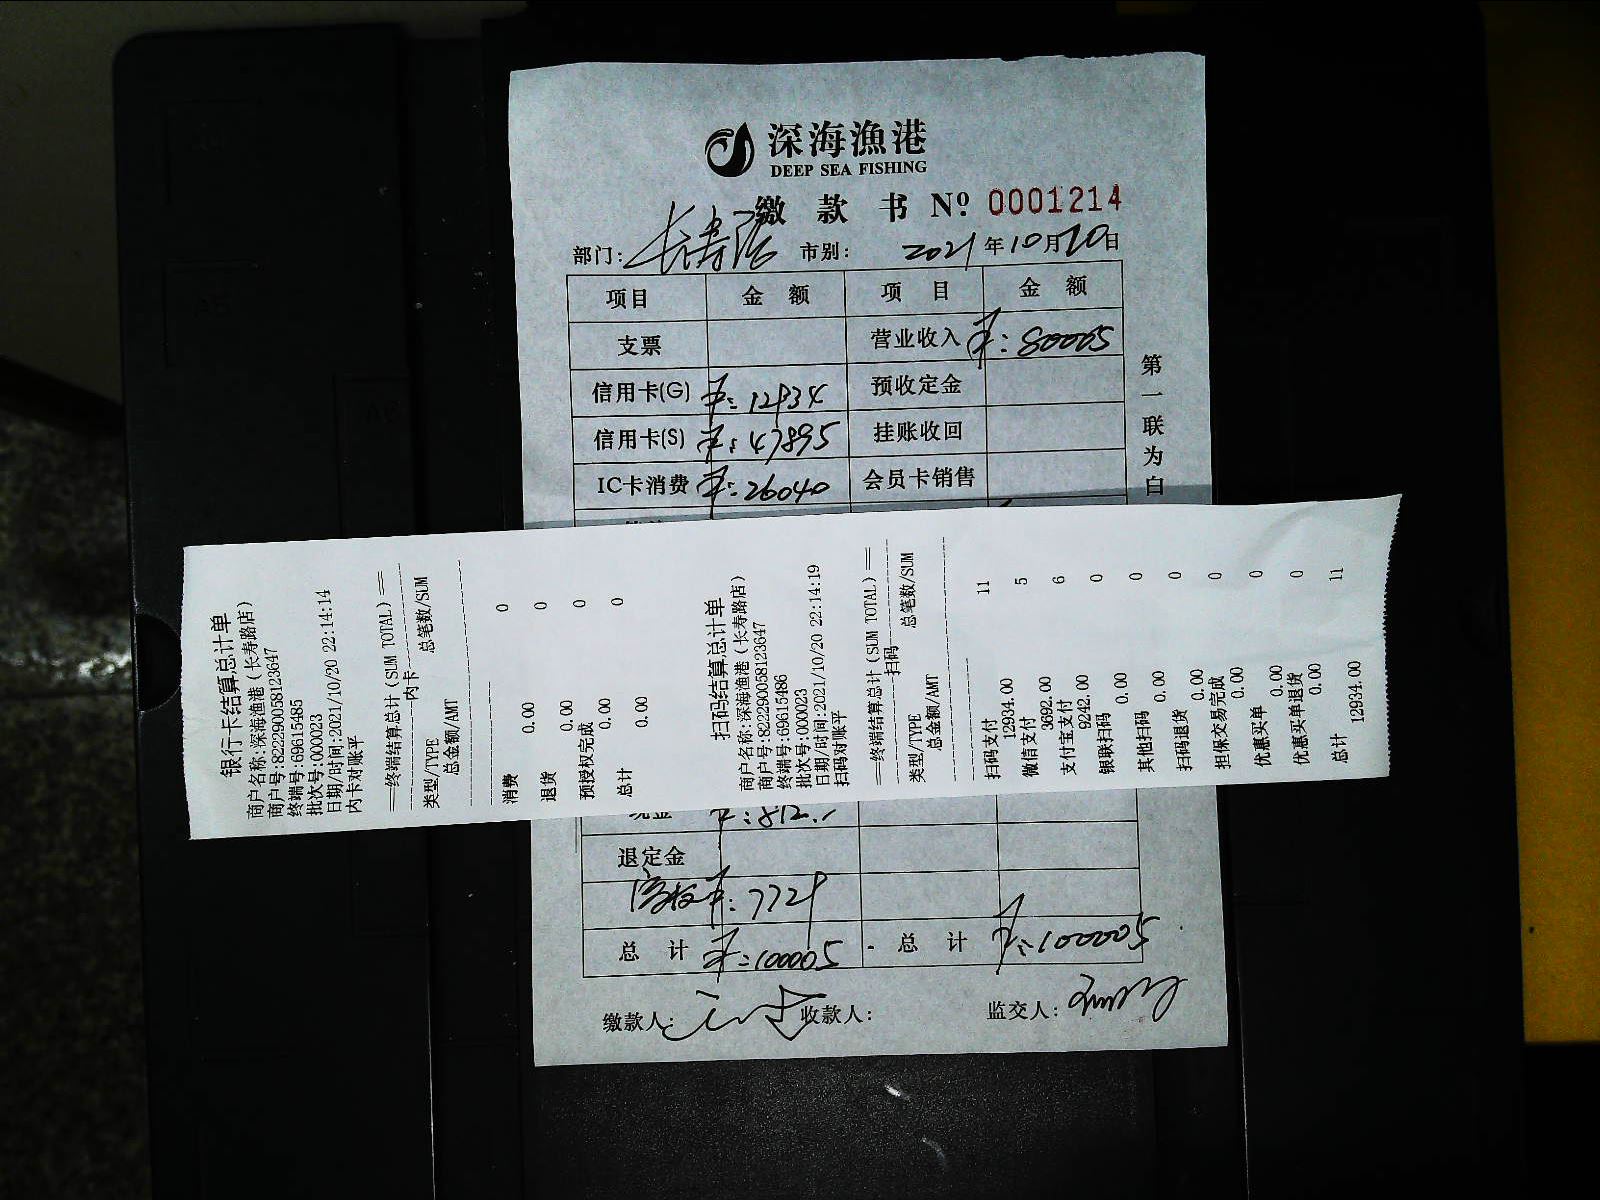 深海漁港
DEEP SEA FISHING
缴款书 Nº 0001214
部门: 长寿店 市别: 2021年10月20日
项目 金额 项目 金额
支票 营业收入 ¥:80005
信用卡(G) ¥:12934 预收定金
信用卡(S) ¥:47895 挂账收回
IC卡消费 ¥:26040 会员卡销售
第一联为白
银行卡结算总计单
商户名称:深海渔港(长寿路店)
商户号:822290058123647
终端号:69615485
批次号:000023
日期/时间:2021/10/20 22:14:14
内卡对账平
==终端结算总计(SUM TOTAL)==
内卡
类型/TYPE 总笔数/SUM
总金额/AMT
消费 0
0.00
退货 0
0.00
预授权完成 0
0.00
总计 0
0.00
扫码结算总计单
商户名称:深海渔港(长寿路店)
商户号:822290058123647
终端号:69615486
批次号:000023
日期/时间:2021/10/20 22:14:19
扫码对账平
==终端结算总计(SUM TOTAL)==
扫码
类型/TYPE 总笔数/SUM
总金额/AMT
扫码支付 11
12934.00
微信支付 5
3692.00
支付宝支付 6
9242.00
银联扫码 0
0.00
其他扫码 0
0.00
扫码退货 0
0.00
担保交易完成 0
0.00
优惠买单 0
0.00
优惠买单退货 0
0.00
总计 11
12934.00
现金
退定金
¥:7729
总计 ¥:100005 总计 ¥:100005
缴款人: 收款人: 监交人: